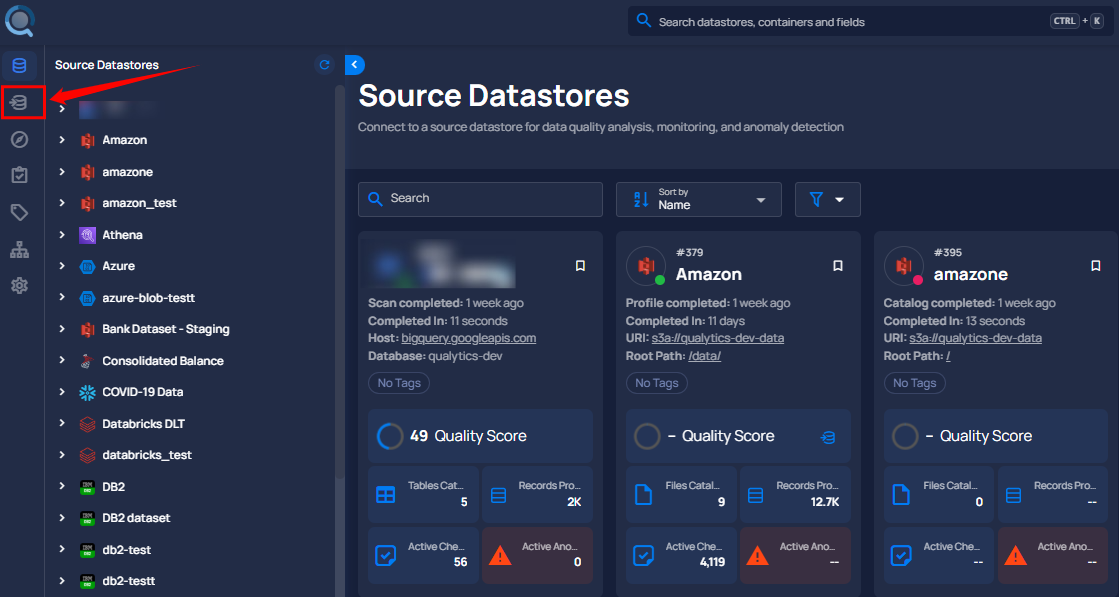 Search datastores, containers and fields
CTRL + K
Source Datastores
Amazon
amazone
amazon_test
Athena
Azure
azure-blob-testt
Bank Dataset - Staging
Consolidated Balance
COVID-19 Data
Databricks DLT
databricks_test
DB2
DB2 dataset
db2-test
db2-testt
Source Datastores
Connect to a source datastore for data quality analysis, monitoring, and anomaly detection
Search
Sort by
Name
Scan completed: 1 week ago
Completed In: 11 seconds
Host: bigquery.googleapis.com
Database: qualytics-dev
No Tags
49 Quality Score
Tables Cat...
5
Records Pro...
2K
Active Che...
56
Active Ano...
0
#379
Amazon
Profile completed: 1 week ago
Completed In: 11 days
URI: s3a://qualytics-dev-data
Root Path: /data/
No Tags
– Quality Score
Files Catal...
9
Records Pro...
12.7K
Active Che...
4,119
Active Ano...
--
#395
amazone
Catalog completed: 1 week ago
Completed In: 13 seconds
URI: s3a://qualytics-dev-data
Root Path: /
No Tags
– Quality Score
Files Catal...
0
Records Pro...
--
Active Che...
--
Active Ano...
--